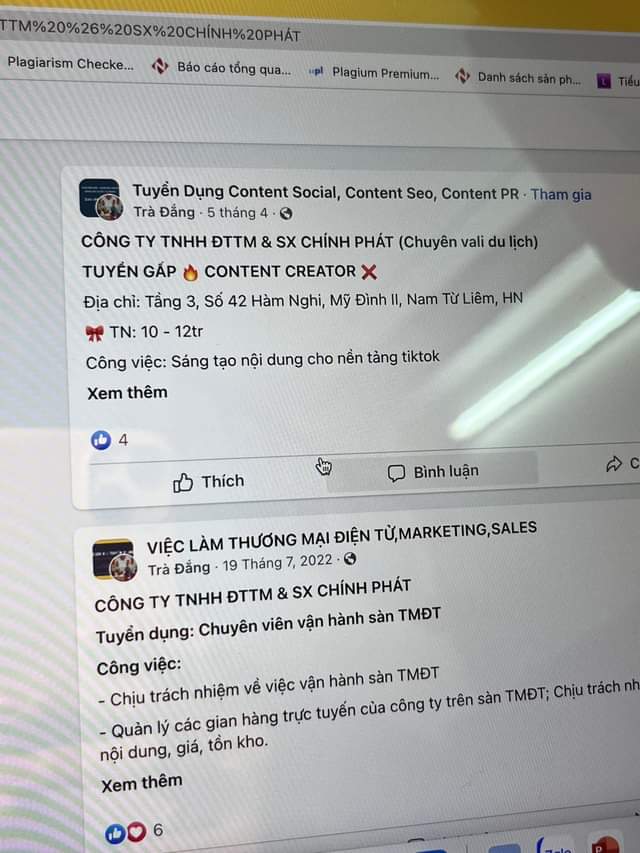 TTM%20%26%20SX%20CHÍNH%20PHÁT
Plagiarism Checke... Báo cáo tổng qua... Plagium Premium... Danh sách sản ph... Tiểu
Tuyển Dụng Content Social, Content Seo, Content PR · Tham gia
Trà Đắng · 5 tháng 4 ·
CÔNG TY TNHH ĐTTM & SX CHÍNH PHÁT (Chuyên vali du lịch)
TUYỂN GẤP 🔥 CONTENT CREATOR ❌
Địa chỉ: Tầng 3, Số 42 Hàm Nghi, Mỹ Đình II, Nam Từ Liêm, HN
🎀 TN: 10 - 12tr
Công việc: Sáng tạo nội dung cho nền tảng tiktok
Xem thêm
4
Thích Bình luận C
VIỆC LÀM THƯƠNG MẠI ĐIỆN TỬ,MARKETING,SALES
Trà Đắng · 19 Tháng 7, 2022 ·
CÔNG TY TNHH ĐTTM & SX CHÍNH PHÁT
Tuyển dụng: Chuyên viên vận hành sàn TMĐT
Công việc:
- Chịu trách nhiệm về việc vận hành sàn TMĐT
- Quản lý các gian hàng trực tuyến của công ty trên sàn TMĐT; Chịu trách nh
nội dung, giá, tồn kho.
Xem thêm
6
Zalo